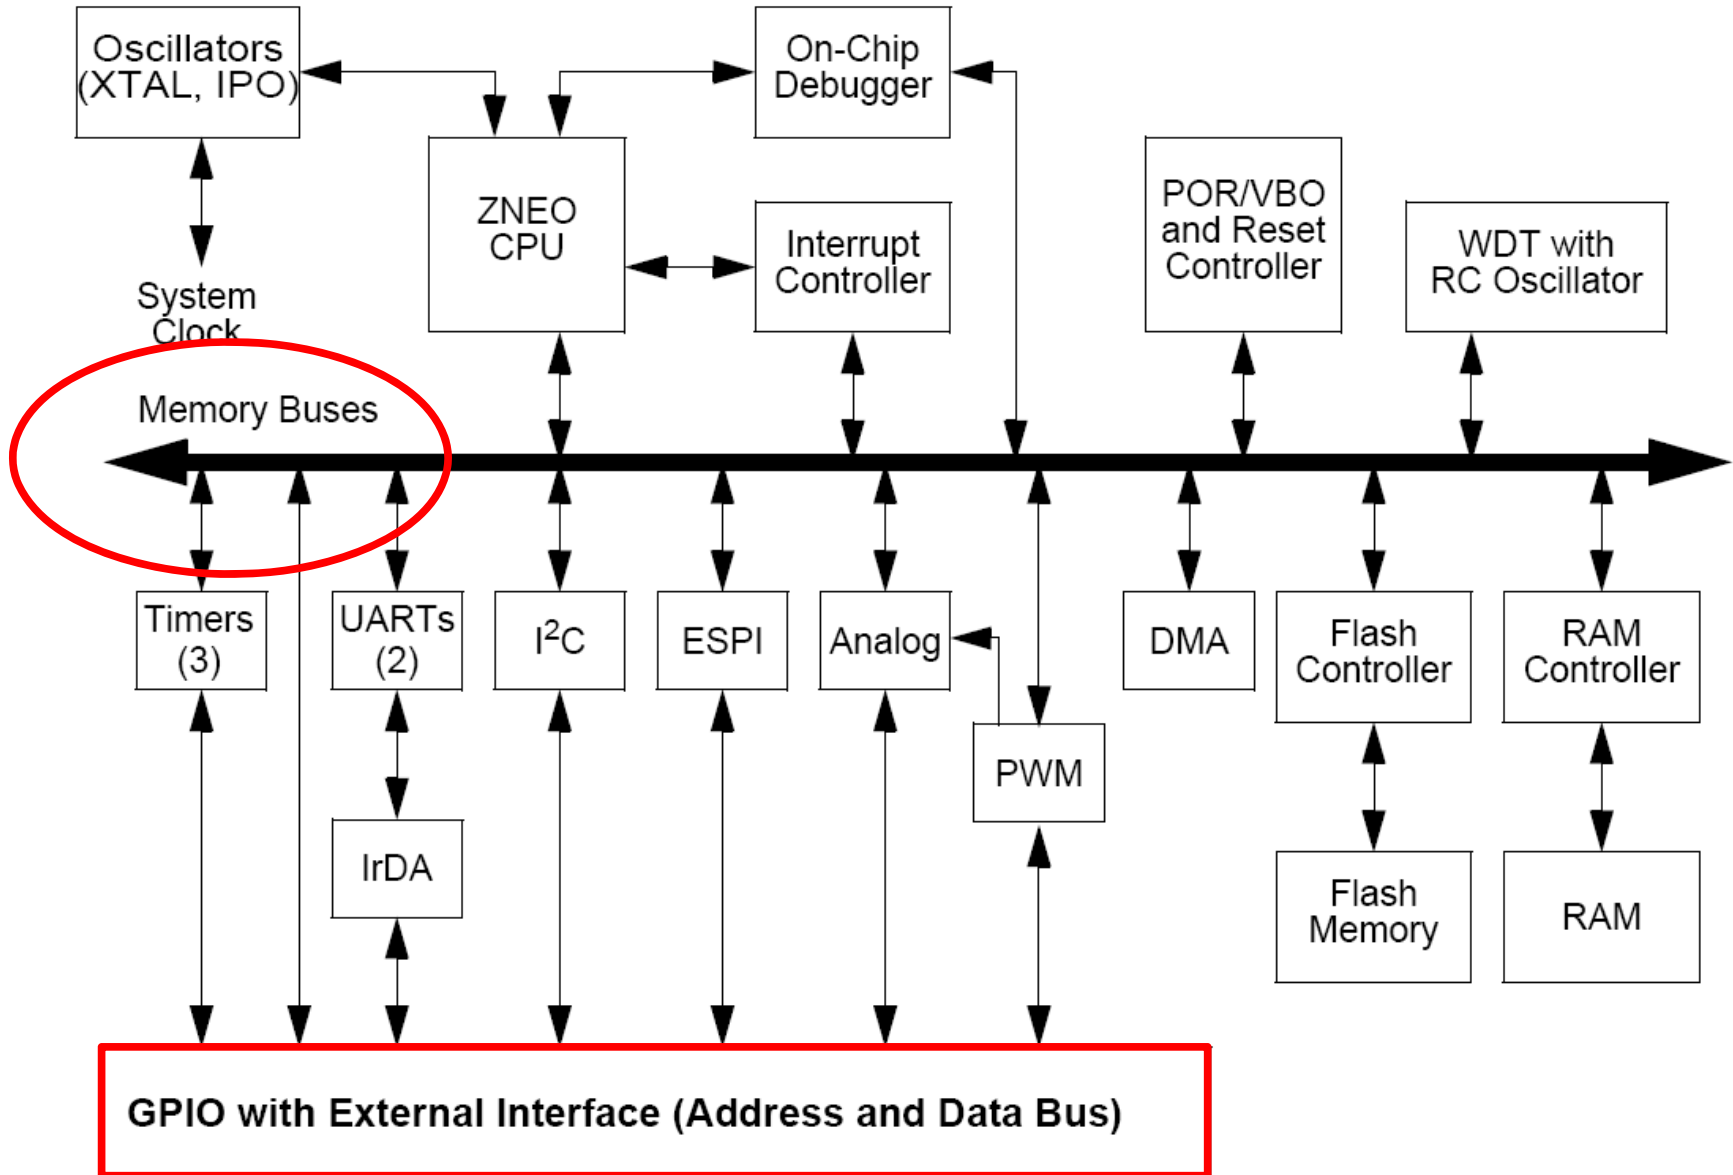 Oscillators
(XTAL, IPO)
On-Chip
Debugger
ZNEO
CPU
Interrupt
Controller
POR/VBO
and Reset
Controller
WDT with
RC Oscillator
System
Clock
Memory Buses
Timers
(3)
UARTs
(2)
I²C
ESPI
Analog
DMA
Flash
Controller
RAM
Controller
PWM
IrDA
Flash
Memory
RAM
GPIO with External Interface (Address and Data Bus)